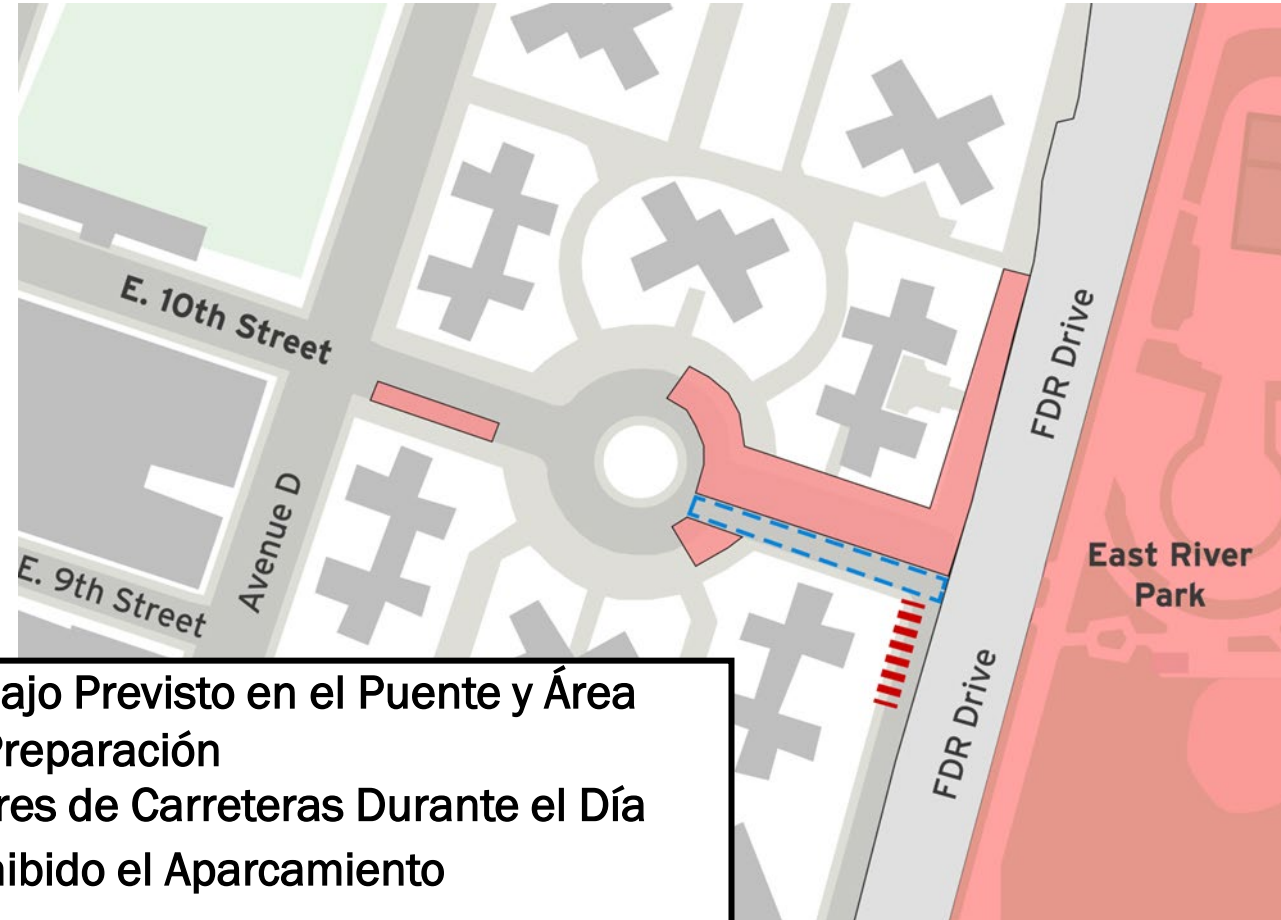 E. 10th Street
FDR Drive
Avenue D
East River
Park
E. 9th Street
FDR Drive
ajo Previsto en el Puente y Área
Preparación
res de Carreteras Durante el Día
hibido el Aparcamiento